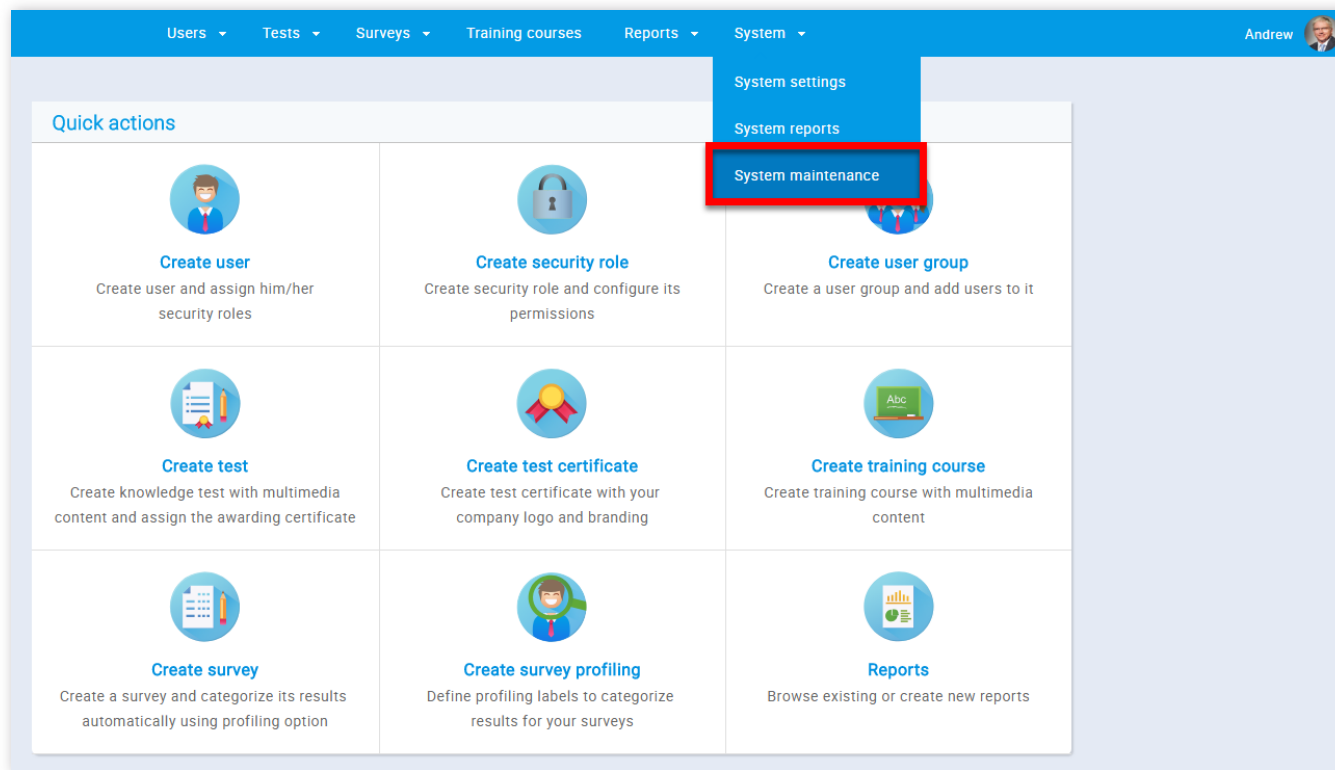 Users Tests Surveys Training courses Reports System Andrew
System settings
System reports
System maintenance
Quick actions
Create user
Create user and assign him/her
security roles
Create security role
Create security role and configure its
permissions
Create user group
Create a user group and add users to it
Create test
Create knowledge test with multimedia
content and assign the awarding certificate
Create test certificate
Create test certificate with your
company logo and branding
Abc
Create training course
Create training course with multimedia
content
Create survey
Create a survey and categorize its results
automatically using profiling option
Create survey profiling
Define profiling labels to categorize
results for your surveys
Reports
Browse existing or create new reports